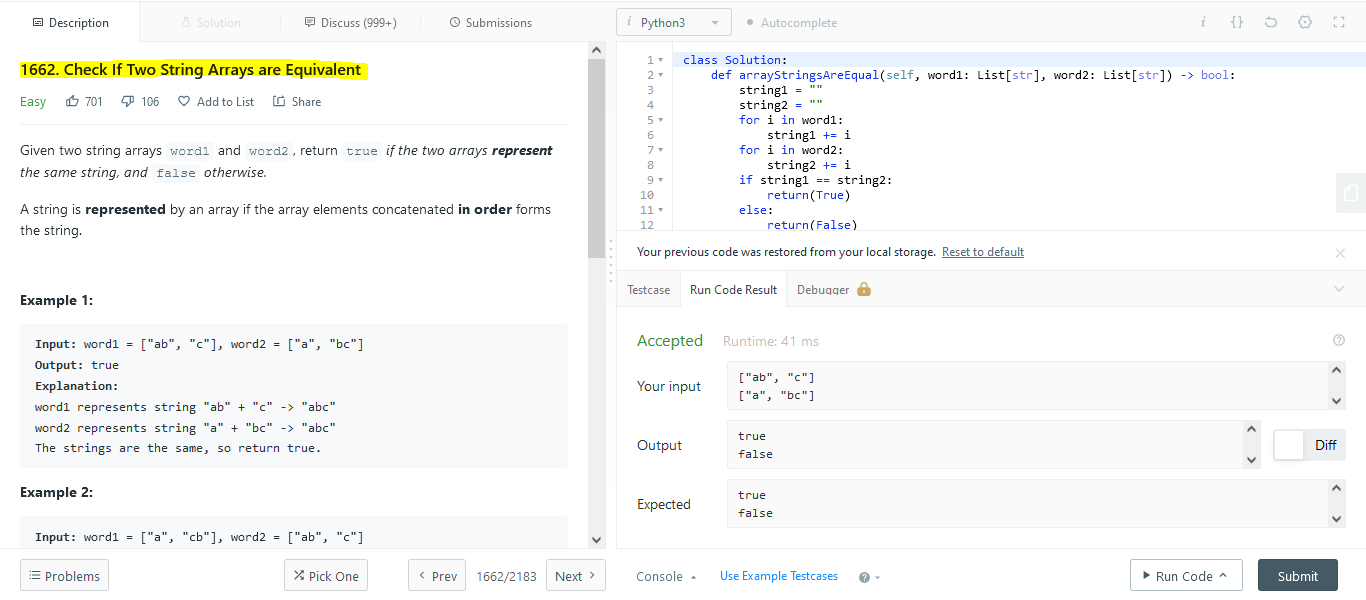 Description
Solution
Discuss (999+)
Submissions
1662. Check If Two String Arrays are Equivalent
Easy 701 106 Add to List Share
Given two string arrays word1 and word2 , return true if the two arrays represent
the same string, and false otherwise.
A string is represented by an array if the array elements concatenated in order forms
the string.
Example 1:
Input: word1 = ["ab", "c"], word2 = ["a", "bc"]
Output: true
Explanation:
word1 represents string "ab" + "c" -> "abc"
word2 represents string "a" + "bc" -> "abc"
The strings are the same, so return true.
Example 2:
Input: word1 = ["a", "cb"], word2 = ["ab", "c"]
Problems
Pick One
Prev
1662/2183
Next
i Python3
Autocomplete
i {}
1 class Solution:
2 def arrayStringsAreEqual(self, word1: List[str], word2: List[str]) -> bool:
3 string1 = ""
4 string2 = ""
5 for i in word1:
6 string1 += i
7 for i in word2:
8 string2 += i
9 if string1 == string2:
10 return(True)
11 else:
12 return(False)
Your previous code was restored from your local storage. Reset to default
Testcase
Run Code Result
Debugger
Accepted Runtime: 41 ms
Your input
["ab", "c"]
["a", "bc"]
Output
true
false
Diff
Expected
true
false
Console
Use Example Testcases
Run Code
Submit